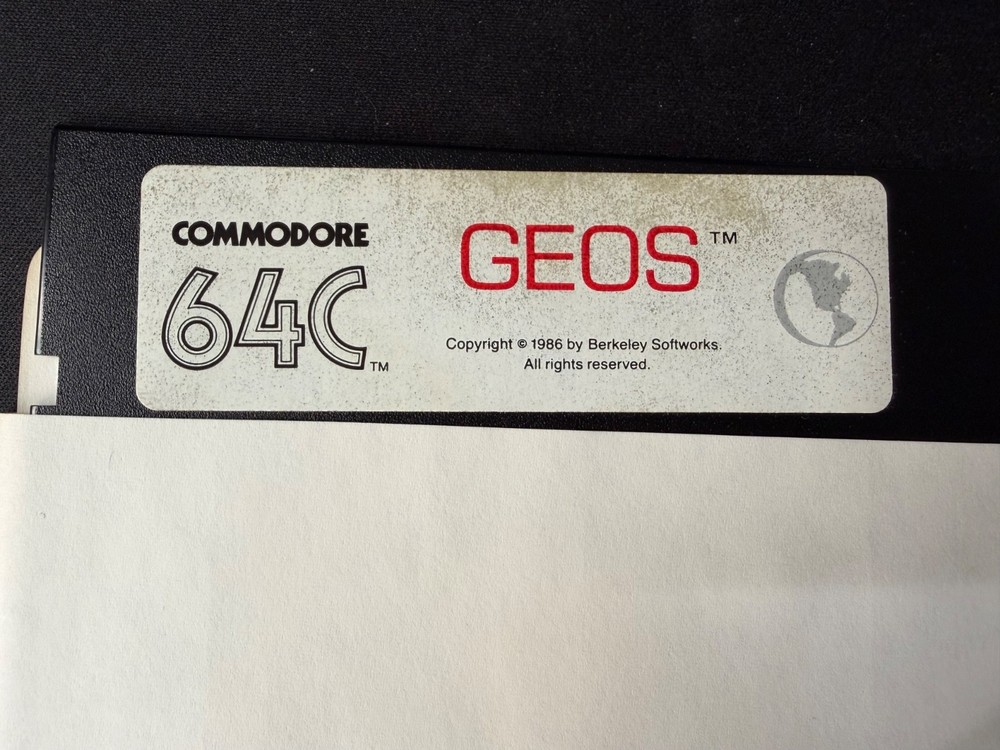 COMMODORE
64C™
GEOS™
Copyright © 1986 by Berkeley Softworks.
All rights reserved.